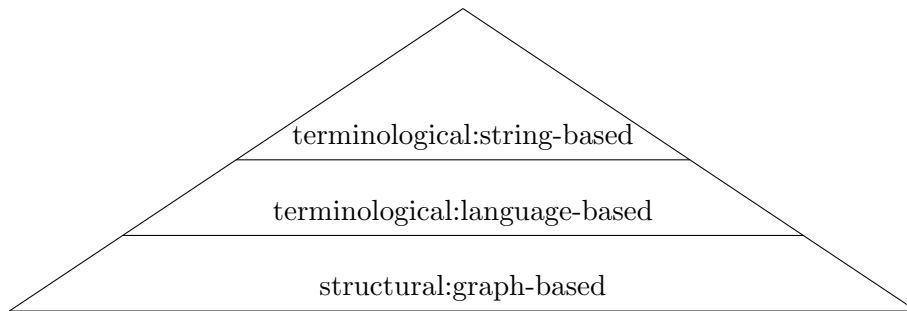 terminological:string-based
terminological:language-based
structural:graph-based